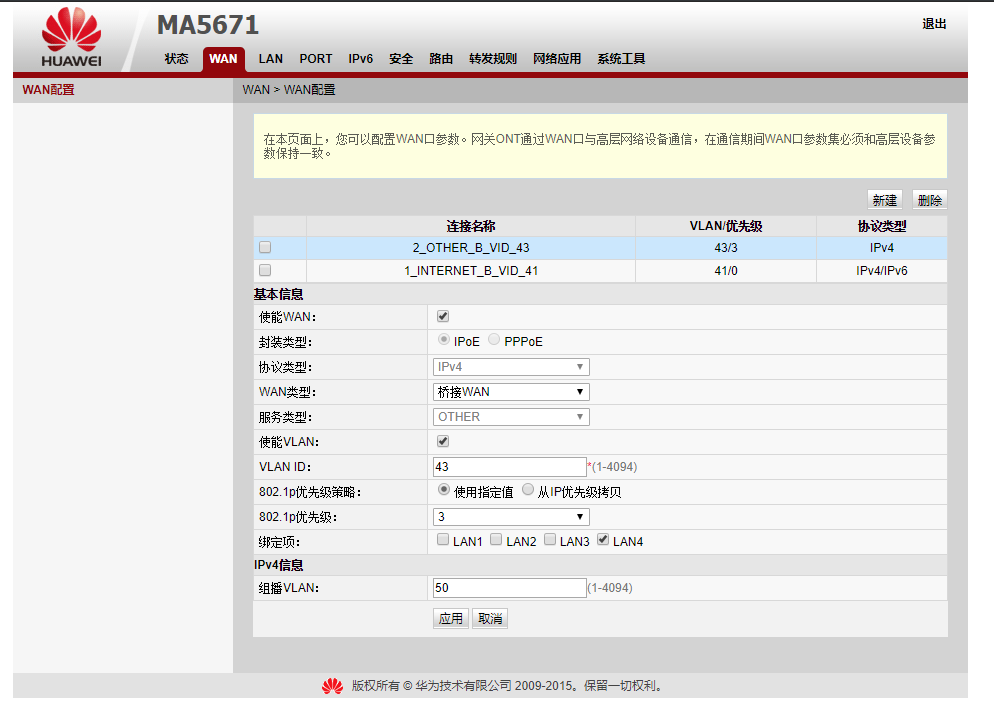 HUAWEI
MA5671
退出
状态 WAN LAN PORT IPv6 安全 路由 转发规则 网络应用 系统工具
WAN配置
WAN > WAN配置
在本页面上，您可以配置WAN口参数。网关ONT通过WAN口与高层网络设备通信，在通信期间WAN口参数集必须和高层设备参
数保持一致。
新建 删除
连接名称 VLAN/优先级 协议类型
2_OTHER_B_VID_43 43/3 IPv4
1_INTERNET_B_VID_41 41/0 IPv4/IPv6
基本信息
使能WAN：
封装类型： IPoE PPPoE
协议类型： IPv4
WAN类型： 桥接WAN
服务类型： OTHER
使能VLAN：
VLAN ID： 43 *(1-4094)
802.1p优先级策略： 使用指定值 从IP优先级拷贝
802.1p优先级： 3
绑定项： LAN1 LAN2 LAN3 LAN4
IPv4信息
组播VLAN： 50 (1-4094)
应用 取消
版权所有 © 华为技术有限公司 2009-2015。保留一切权利。